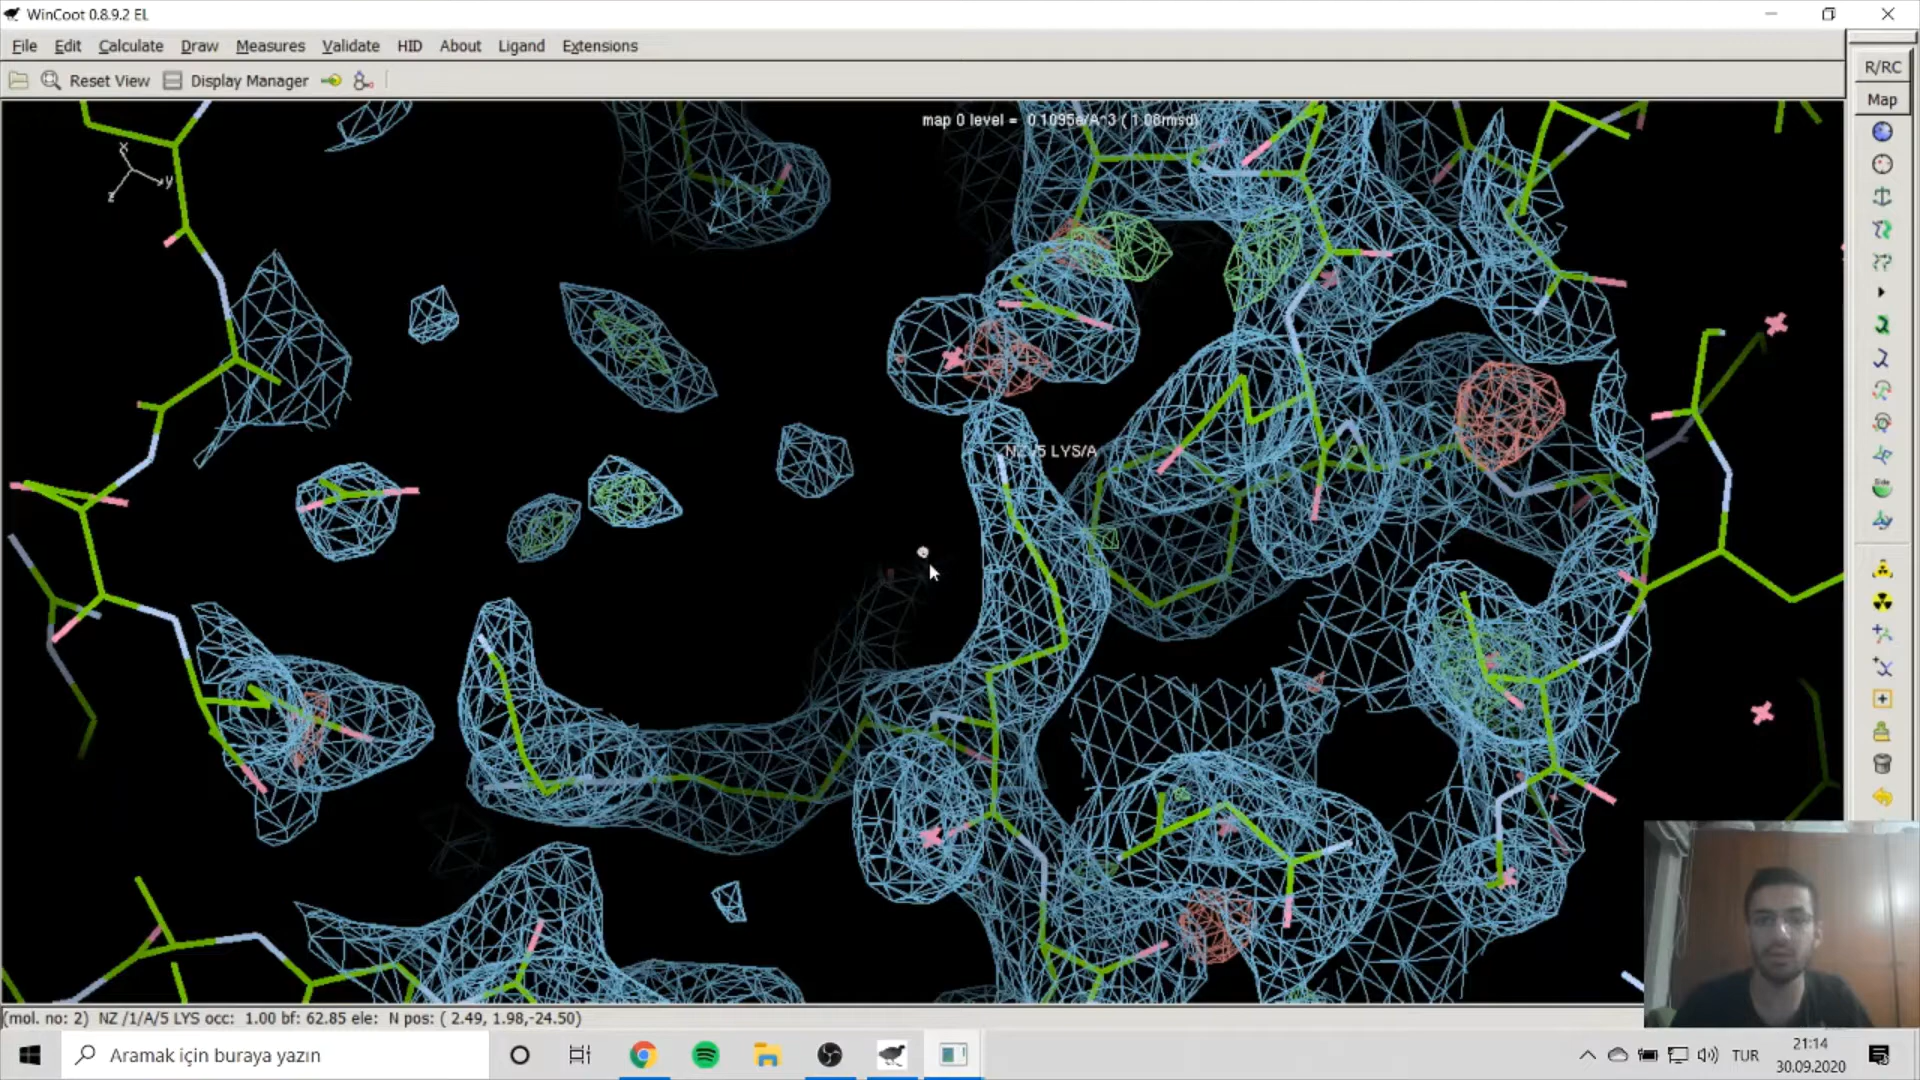 WinCoot 0.8.9.2 EL
File Edit Calculate Draw Measures Validate HID About Ligand Extensions
R/RC
Reset View Display Manager
Map
map 0 level = 0.1095e/A^3 ( 1.08rmsd)
x
y
z
NZ /5 LYS/A
Side
(mol. no: 2) NZ /1/A/5 LYS occ: 1.00 bf: 62.85 ele: N pos: ( 2.49, 1.98,-24.50)
Aramak için buraya yazın
TUR
21:14
30.09.2020